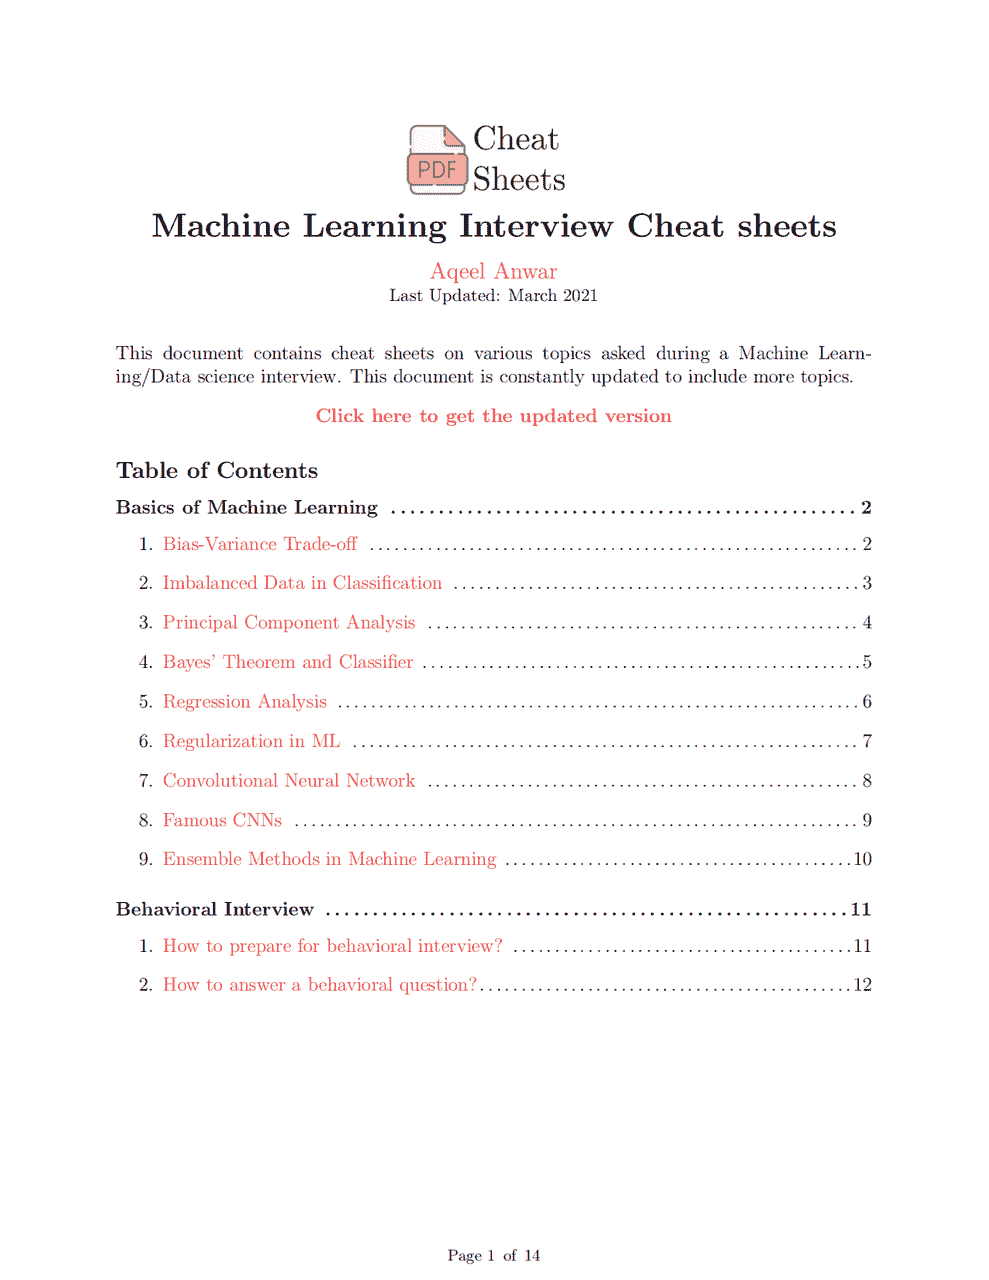 PDF
Cheat
Sheets
Machine Learning Interview Cheat sheets
Aqeel Anwar
Last Updated: March 2021
This document contains cheat sheets on various topics asked during a Machine Learn-
ing/Data science interview. This document is constantly updated to include more topics.
Click here to get the updated version
Table of Contents
Basics of Machine Learning ................................................ 2
1. Bias-Variance Trade-off ........................................................... 2
2. Imbalanced Data in Classification ................................................. 3
3. Principal Component Analysis .................................................... 4
4. Bayes' Theorem and Classifier .....................................................5
5. Regression Analysis ............................................................... 6
6. Regularization in ML ............................................................. 7
7. Convolutional Neural Network .................................................... 8
8. Famous CNNs .................................................................... 9
9. Ensemble Methods in Machine Learning ..........................................10
Behavioral Interview ......................................................11
1. How to prepare for behavioral interview? .........................................11
2. How to answer a behavioral question?.............................................12
Page 1 of 14